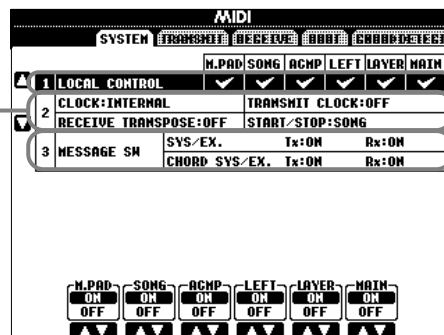 MIDI
SYSTEM TRANSMIT RECEIVE ROOT CHORD DETECT
M.PAD SONG ACMP LEFT LAYER MAIN
1 LOCAL CONTROL
2 CLOCK:INTERNAL TRANSMIT CLOCK:OFF
RECEIVE TRANSPOSE:OFF START/STOP:SONG
3 MESSAGE SW SYS/EX. Tx:ON Rx:ON
CHORD SYS/EX. Tx:ON Rx:ON
M.PAD SONG ACMP LEFT LAYER MAIN
ON ON ON ON ON ON
OFF OFF OFF OFF OFF OFF